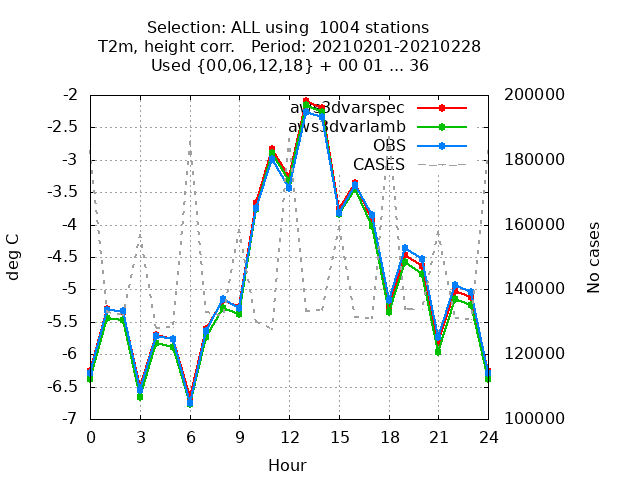 Selection: ALL using  1004 stations
T2m, height corr.   Period: 20210201-20210228
Used {00,06,12,18} + 00 01 ... 36
-2
-2.5
-3
-3.5
-4
-4.5
-5
-5.5
-6
-6.5
-7
deg C
aws3dvarspec
aws3dvarlamb
OBS
CASES
200000
180000
160000
140000
120000
100000
No cases
0 3 6 9 12 15 18 21 24
Hour